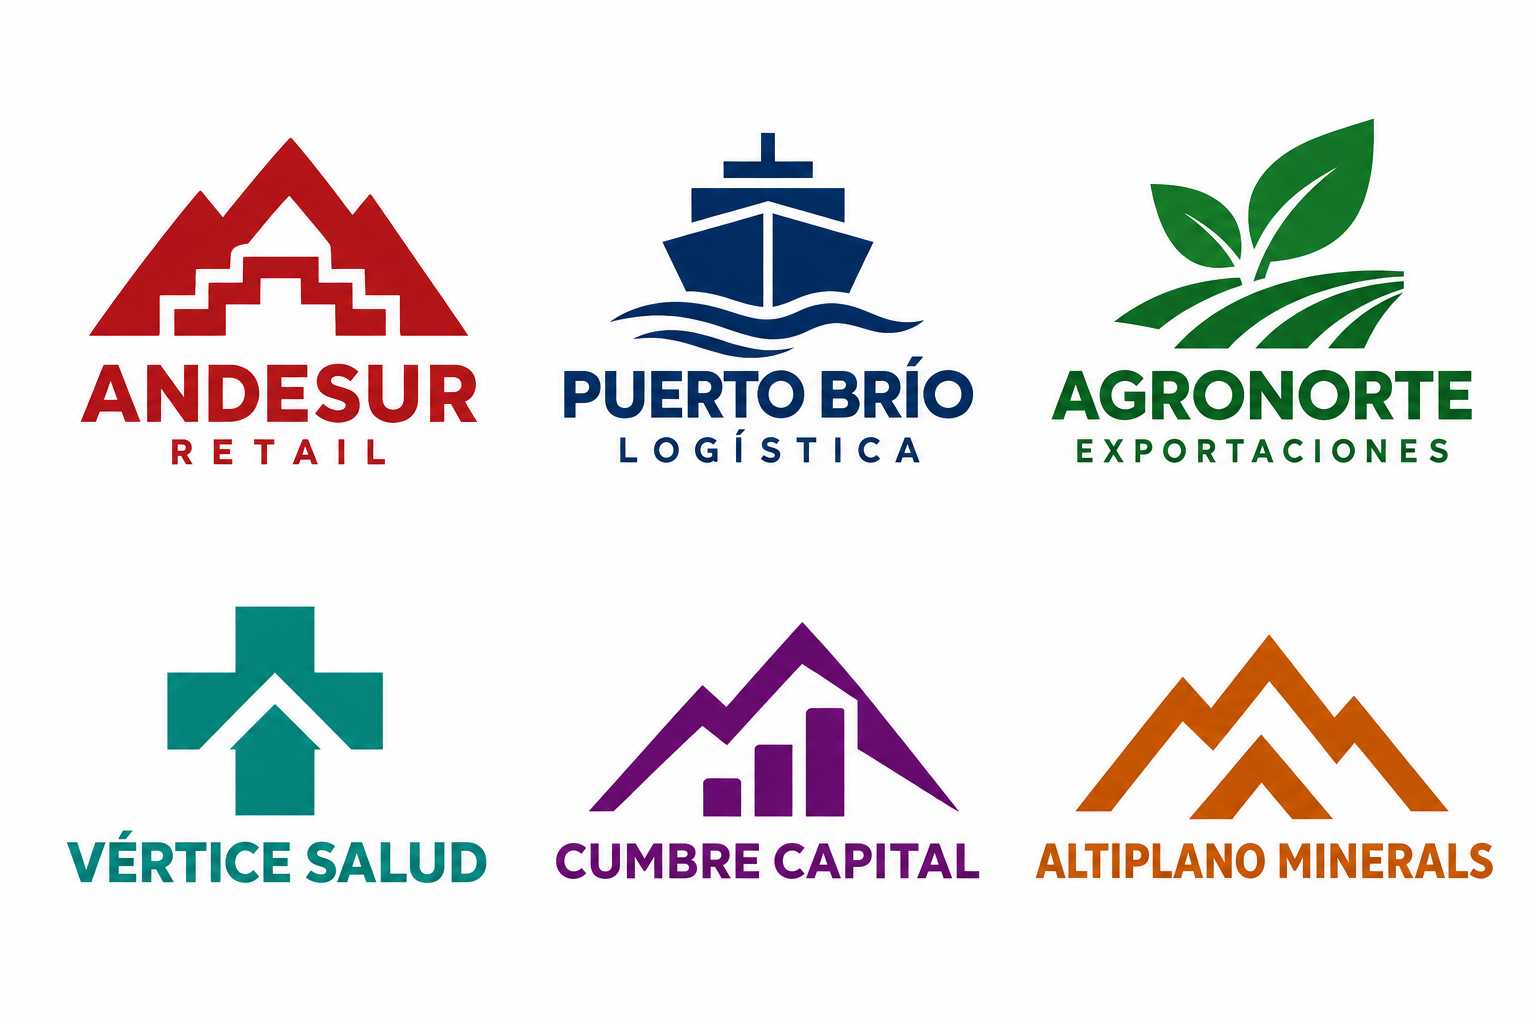 ANDESUR
RETAIL
PUERTO BRÍO
LOGÍSTICA
AGRONORTE
EXPORTACIONES
VÉRTICE SALUD
CUMBRE CAPITAL
ALTIPLANO MINERALS